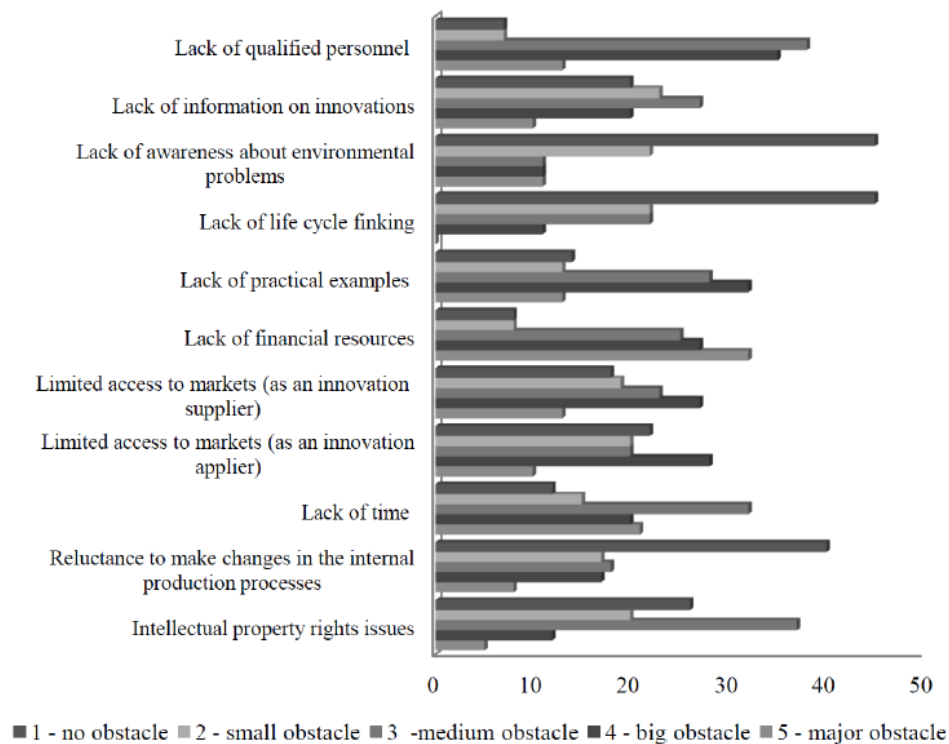 Lack of qualified personnel
Lack of information on innovations
Lack of awareness about environmental
problems
Lack of life cycle finking
Lack of practical examples
Lack of financial resources
Limited access to markets (as an innovation
supplier)
Limited access to markets (as an innovation
applier)
Lack of time
Reluctance to make changes in the internal
production processes
Intellectual property rights issues
0 10 20 30 40 50
1 - no obstacle 2 - small obstacle 3 -medium obstacle 4 - big obstacle 5 - major obstacle